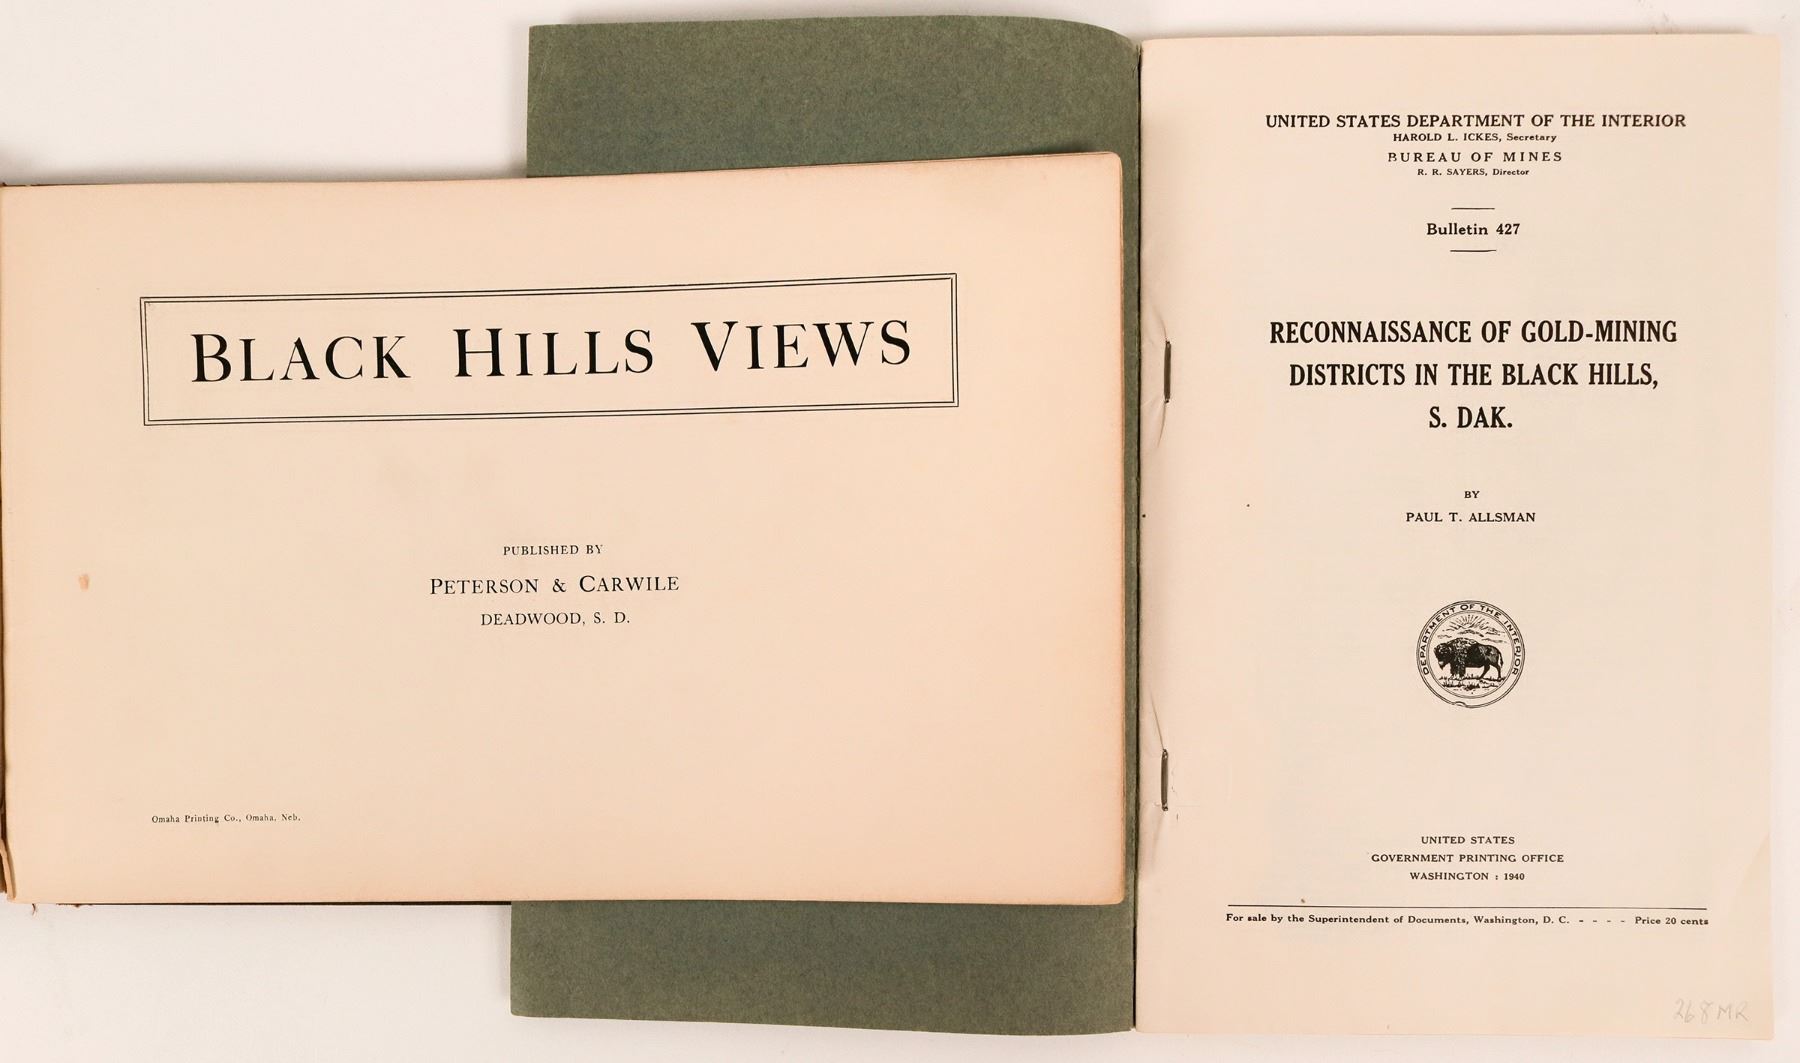 BLACK HILLS VIEWS
PUBLISHED BY
PETERSON & CARWILE
DEADWOOD, S. D.
Omaha Printing Co., Omaha, Neb.
UNITED STATES DEPARTMENT OF THE INTERIOR
HAROLD L. ICKES, Secretary
BUREAU OF MINES
R. R. SAYERS, Director
Bulletin 427
RECONNAISSANCE OF GOLD-MINING
DISTRICTS IN THE BLACK HILLS,
S. DAK.
BY
PAUL T. ALLSMAN
DEPARTMENT OF THE INTERIOR
UNITED STATES
GOVERNMENT PRINTING OFFICE
WASHINGTON : 1940
For sale by the Superintendent of Documents, Washington, D. C. - - - - Price 20 cents
268MR